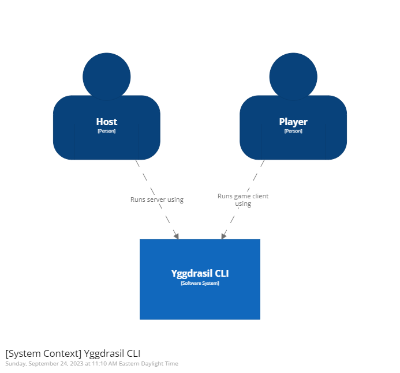 Host
[Person]
Player
[Person]
Runs server using
Runs game client
using
Yggdrasil CLI
[Software System]
[System Context] Yggdrasil CLI
Sunday, September 24, 2023 at 11:10 AM Eastern Daylight Time